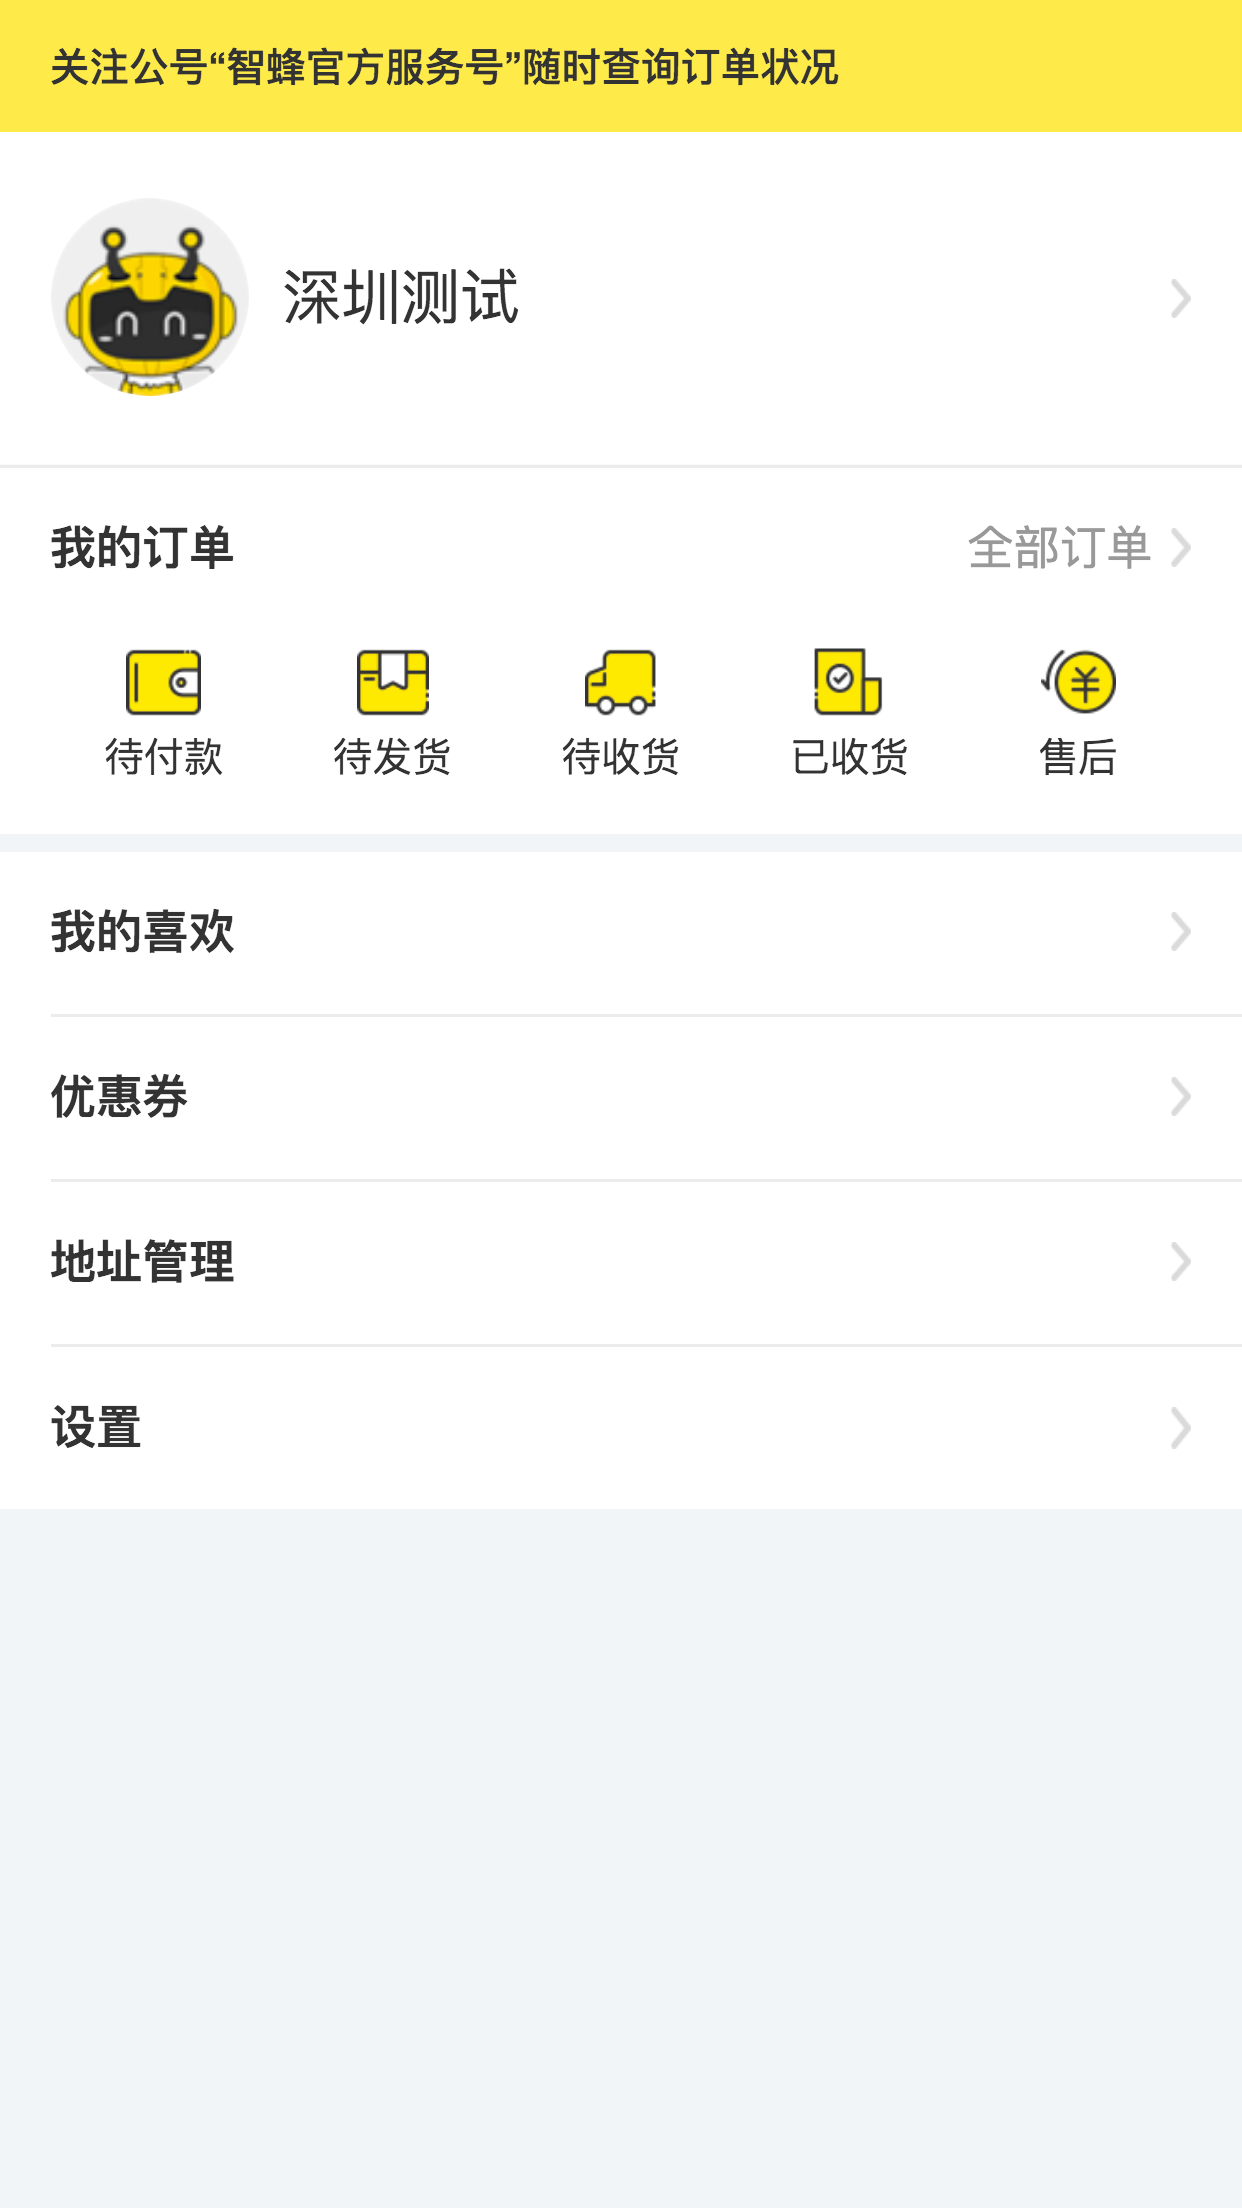 关注公号“智蜂官方服务号”随时查询订单状况
深圳测试
我的订单 全部订单
待付款 待发货 待收货 已收货 售后
我的喜欢
优惠券
地址管理
设置